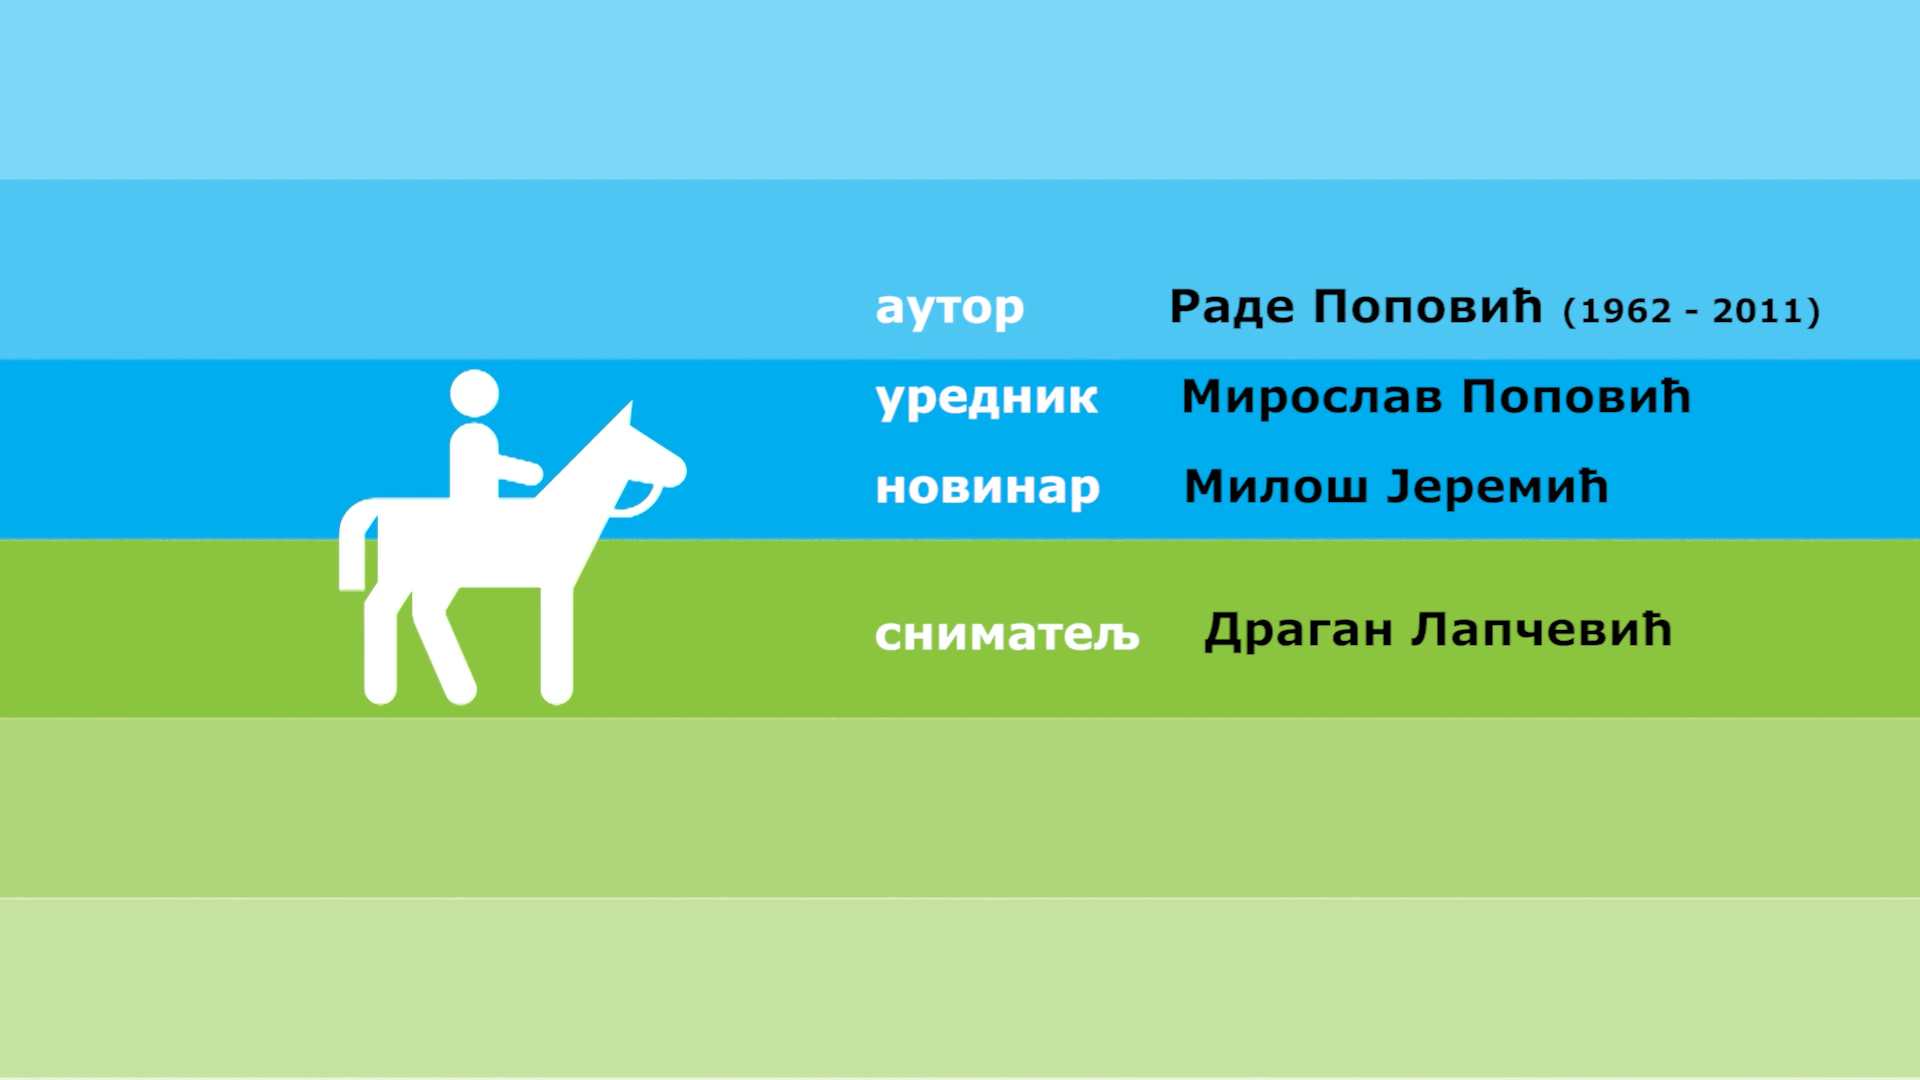 аутор Раде Поповић (1962 - 2011)
уредник Мирослав Поповић
новинар Милош Јеремић
сниматељ Драган Лапчевић